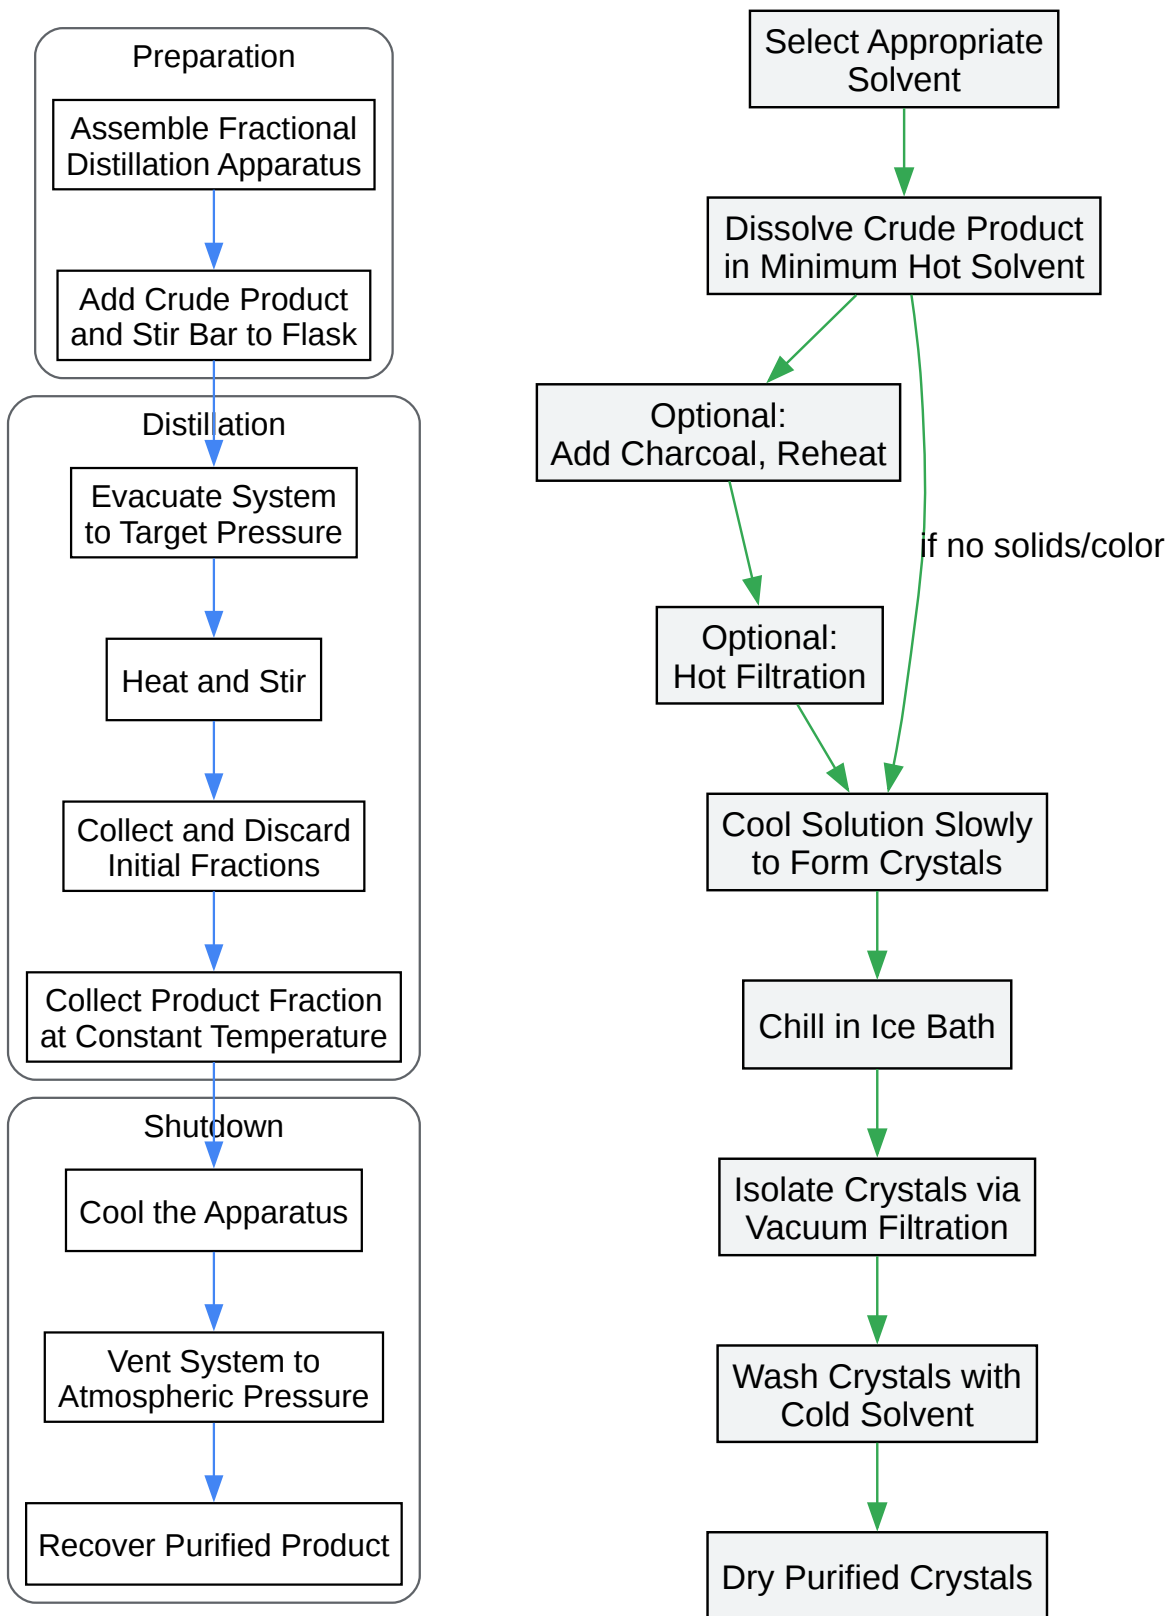 Preparation
Assemble Fractional
Distillation Apparatus
Add Crude Product
and Stir Bar to Flask
Distillation
Evacuate System
to Target Pressure
Heat and Stir
Collect and Discard
Initial Fractions
Collect Product Fraction
at Constant Temperature
Shutdown
Cool the Apparatus
Vent System to
Atmospheric Pressure
Recover Purified Product
Select Appropriate
Solvent
Dissolve Crude Product
in Minimum Hot Solvent
Optional:
Add Charcoal, Reheat
if no solids/color
Optional:
Hot Filtration
Cool Solution Slowly
to Form Crystals
Chill in Ice Bath
Isolate Crystals via
Vacuum Filtration
Wash Crystals with
Cold Solvent
Dry Purified Crystals